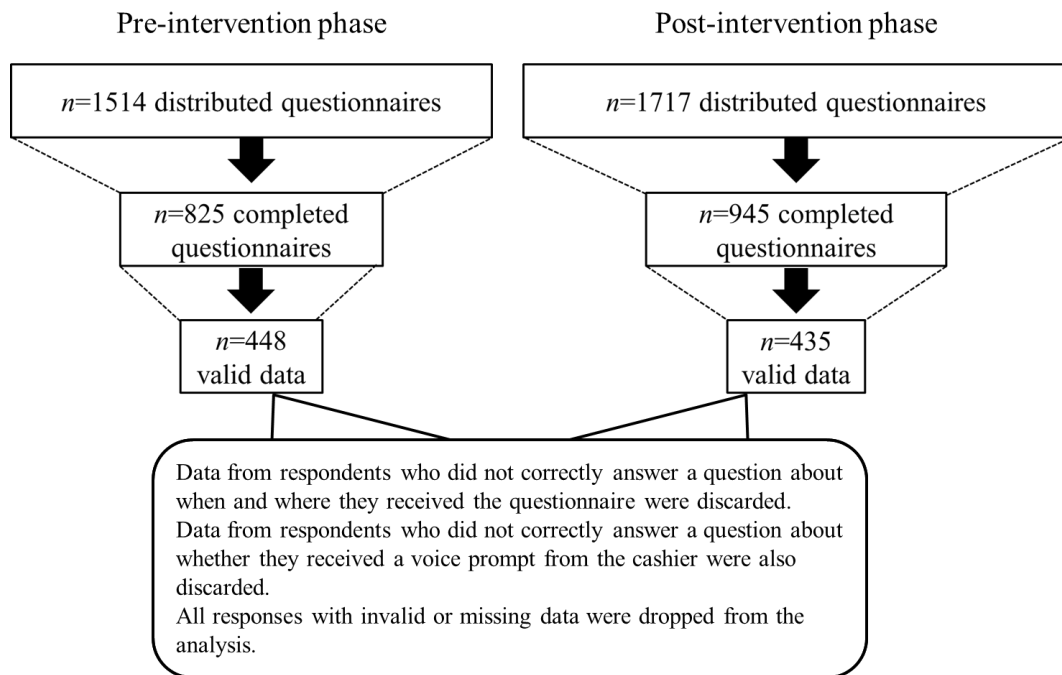 Pre-intervention phase
Post-intervention phase
n=1514 distributed questionnaires
n=1717 distributed questionnaires
n=825 completed
questionnaires
n=945 completed
questionnaires
n=448
valid data
n=435
valid data
Data from respondents who did not correctly answer a question about
when and where they received the questionnaire were discarded.
Data from respondents who did not correctly answer a question about
whether they received a voice prompt from the cashier were also
discarded.
All responses with invalid or missing data were dropped from the
analysis.